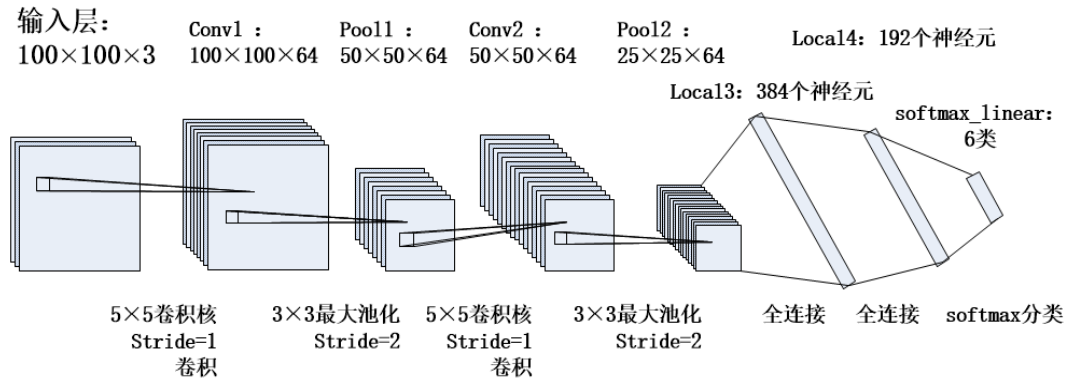 输入层：
100×100×3
Conv1：
100×100×64
Pool1：
50×50×64
Conv2：
50×50×64
Pool2：
25×25×64
Local4：192个神经元
Local3：384个神经元
softmax_linear：
6类
5×5卷积核
Stride=1
卷积
3×3最大池化
Stride=2
5×5卷积核
Stride=1
卷积
3×3最大池化
Stride=2
全连接
全连接
softmax分类